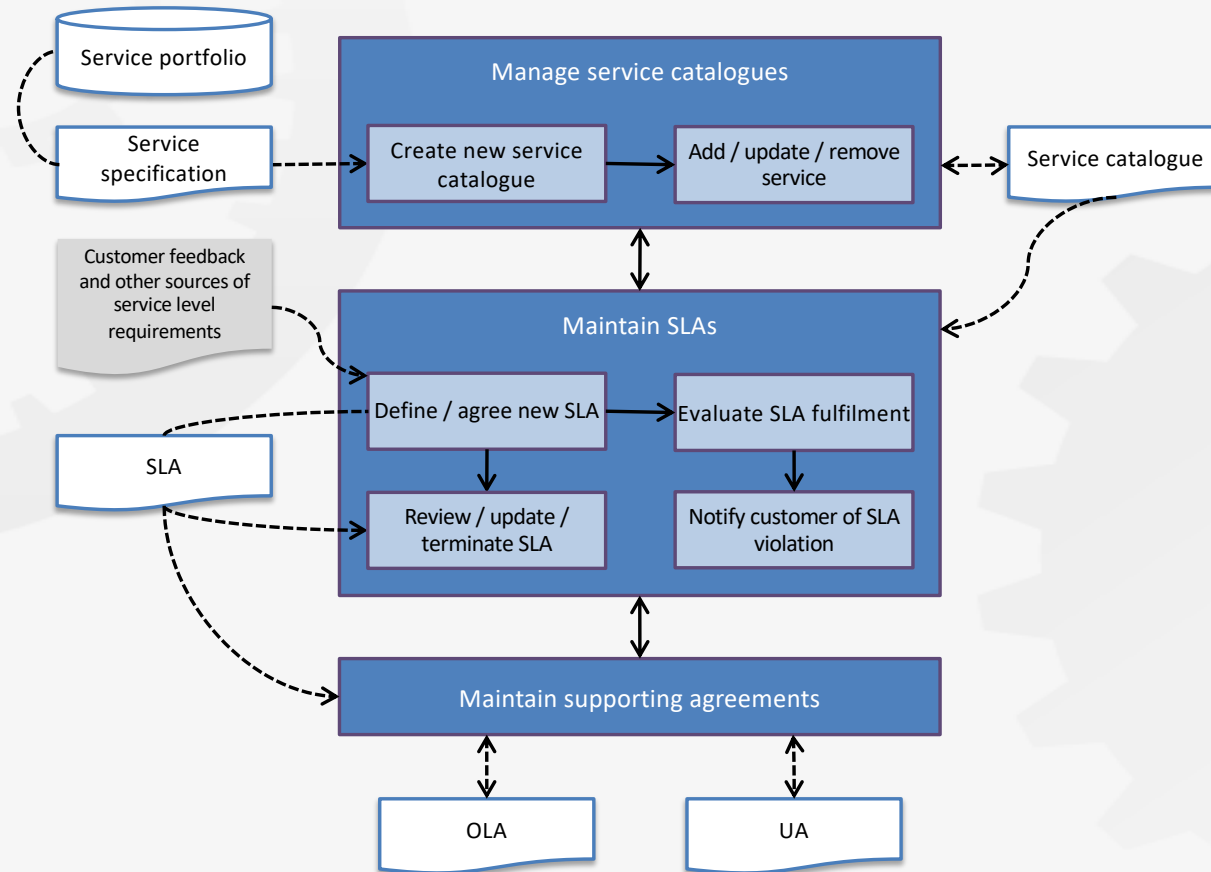 Service portfolio
Manage service catalogues
Service
specification
Create new service
catalogue
Add / update / remove
service
Service catalogue
Customer feedback
and other sources of
service level
requirements
Maintain SLAs
Define / agree new SLA
Evaluate SLA fulfilment
SLA
Review / update /
terminate SLA
Notify customer of SLA
violation
Maintain supporting agreements
OLA
UA